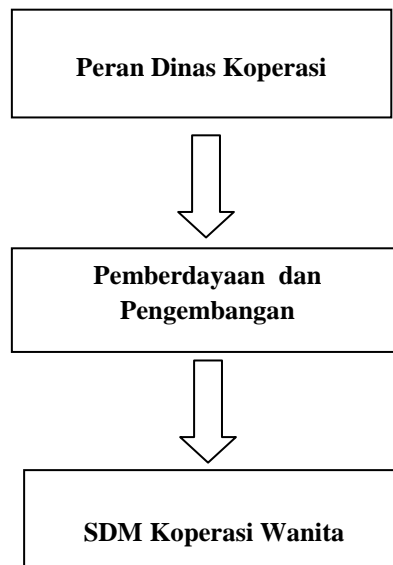 Peran Dinas Koperasi
Pemberdayaan dan
Pengembangan
SDM Koperasi Wanita